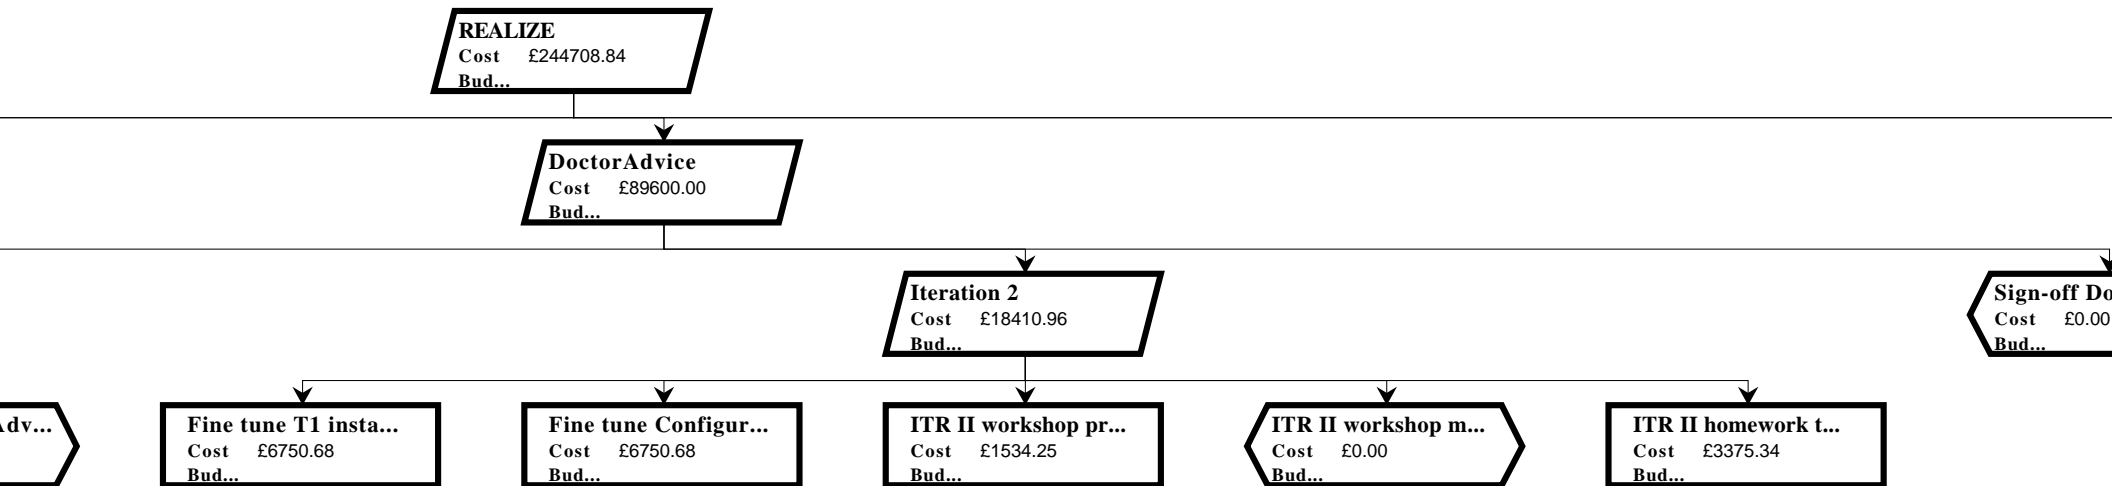 REALIZE
Cost £244708.84
Bud...
DoctorAdvice
Cost £89600.00
Bud...
Iteration 2
Cost £18410.96
Bud...
Sign-off Do
Cost £0.00
Bud...
Adv...
Fine tune T1 insta...
Cost £6750.68
Bud...
Fine tune Configur...
Cost £6750.68
Bud...
ITR II workshop pr...
Cost £1534.25
Bud...
ITR II workshop m...
Cost £0.00
Bud...
ITR II homework t...
Cost £3375.34
Bud...